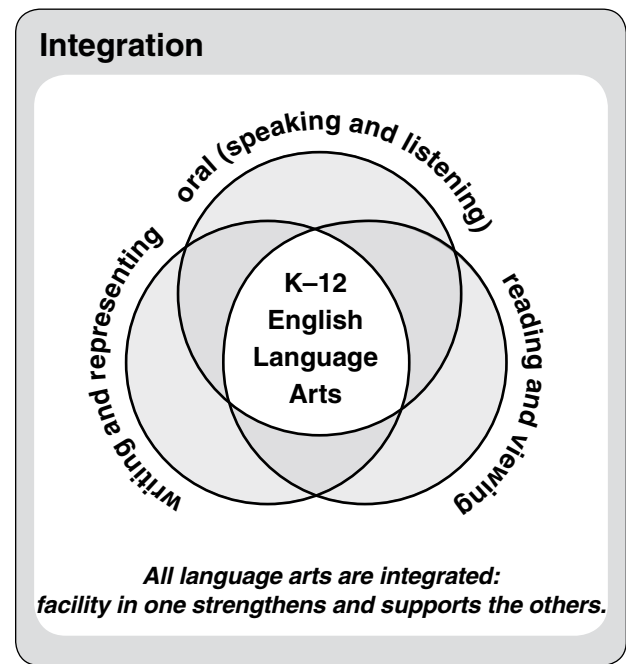 Integration
oral (speaking and listening)
writing and representing
reading and viewing
K–12
English
Language
Arts
All language arts are integrated:
facility in one strengthens and supports the others.